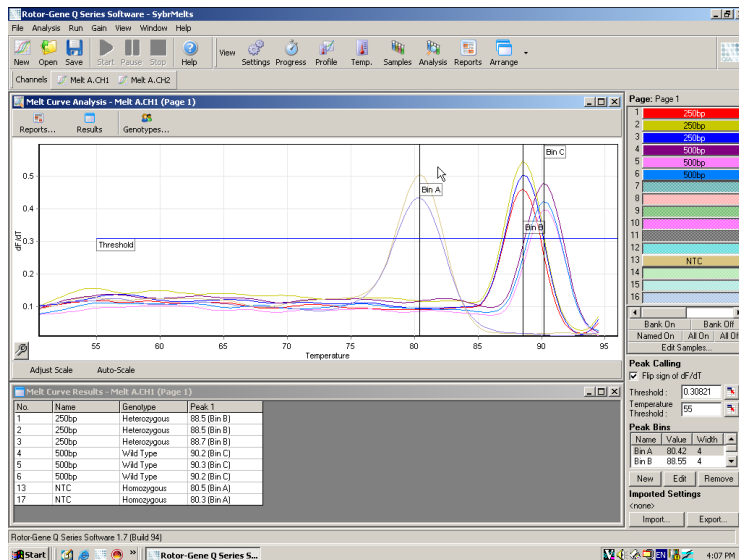 Rotor-Gene Q Series Software - SybrMelts
File Analysis Run Gain View Window Help
New Open Save Start Pause Stop Help View Settings Progress Profile Temp. Samples Analysis Reports Arrange
Channels Melt A.CH1 Melt A.CH2
Melt Curve Analysis - Melt A.CH1 (Page 1)
Reports... Results Genotypes...
dF/dT
0.5
0.4
0.3
0.2
0.1
Bin C
Bin A
Bin B
Threshold
55 60 65 70 75 80 85 90 95
Temperature
Adjust Scale Auto-Scale
Melt Curve Results - Melt A.CH1 (Page 1)
No. Name Genotype Peak 1
1 250bp Heterozygous 88.5 (Bin B)
2 250bp Heterozygous 88.5 (Bin B)
3 250bp Heterozygous 88.7 (Bin B)
4 500bp Wild Type 90.2 (Bin C)
5 500bp Wild Type 90.3 (Bin C)
6 500bp Wild Type 90.2 (Bin C)
13 NTC Homozygous 80.5 (Bin A)
17 NTC Homozygous 80.3 (Bin A)
Page: Page 1
1 250bp
2 250bp
3 250bp
4 500bp
5 500bp
6 500bp
7
8
9
10
11
12
13 NTC
14
15
16
Bank On Bank Off
Named On All On All Off
Edit Samples...
Peak Calling
Flip sign of dF/dT
Threshold : 0.30821
Temperature
Threshold : 55
Peak Bins
Name Value Width
Bin A 80.42 4
Bin B 88.55 4
New Edit Remove
Imported Settings
<none>
Import... Export...
Rotor-Gene Q Series Software 1.7 (Build 94)
Start Rotor-Gene Q Series S... EN 4:07 PM